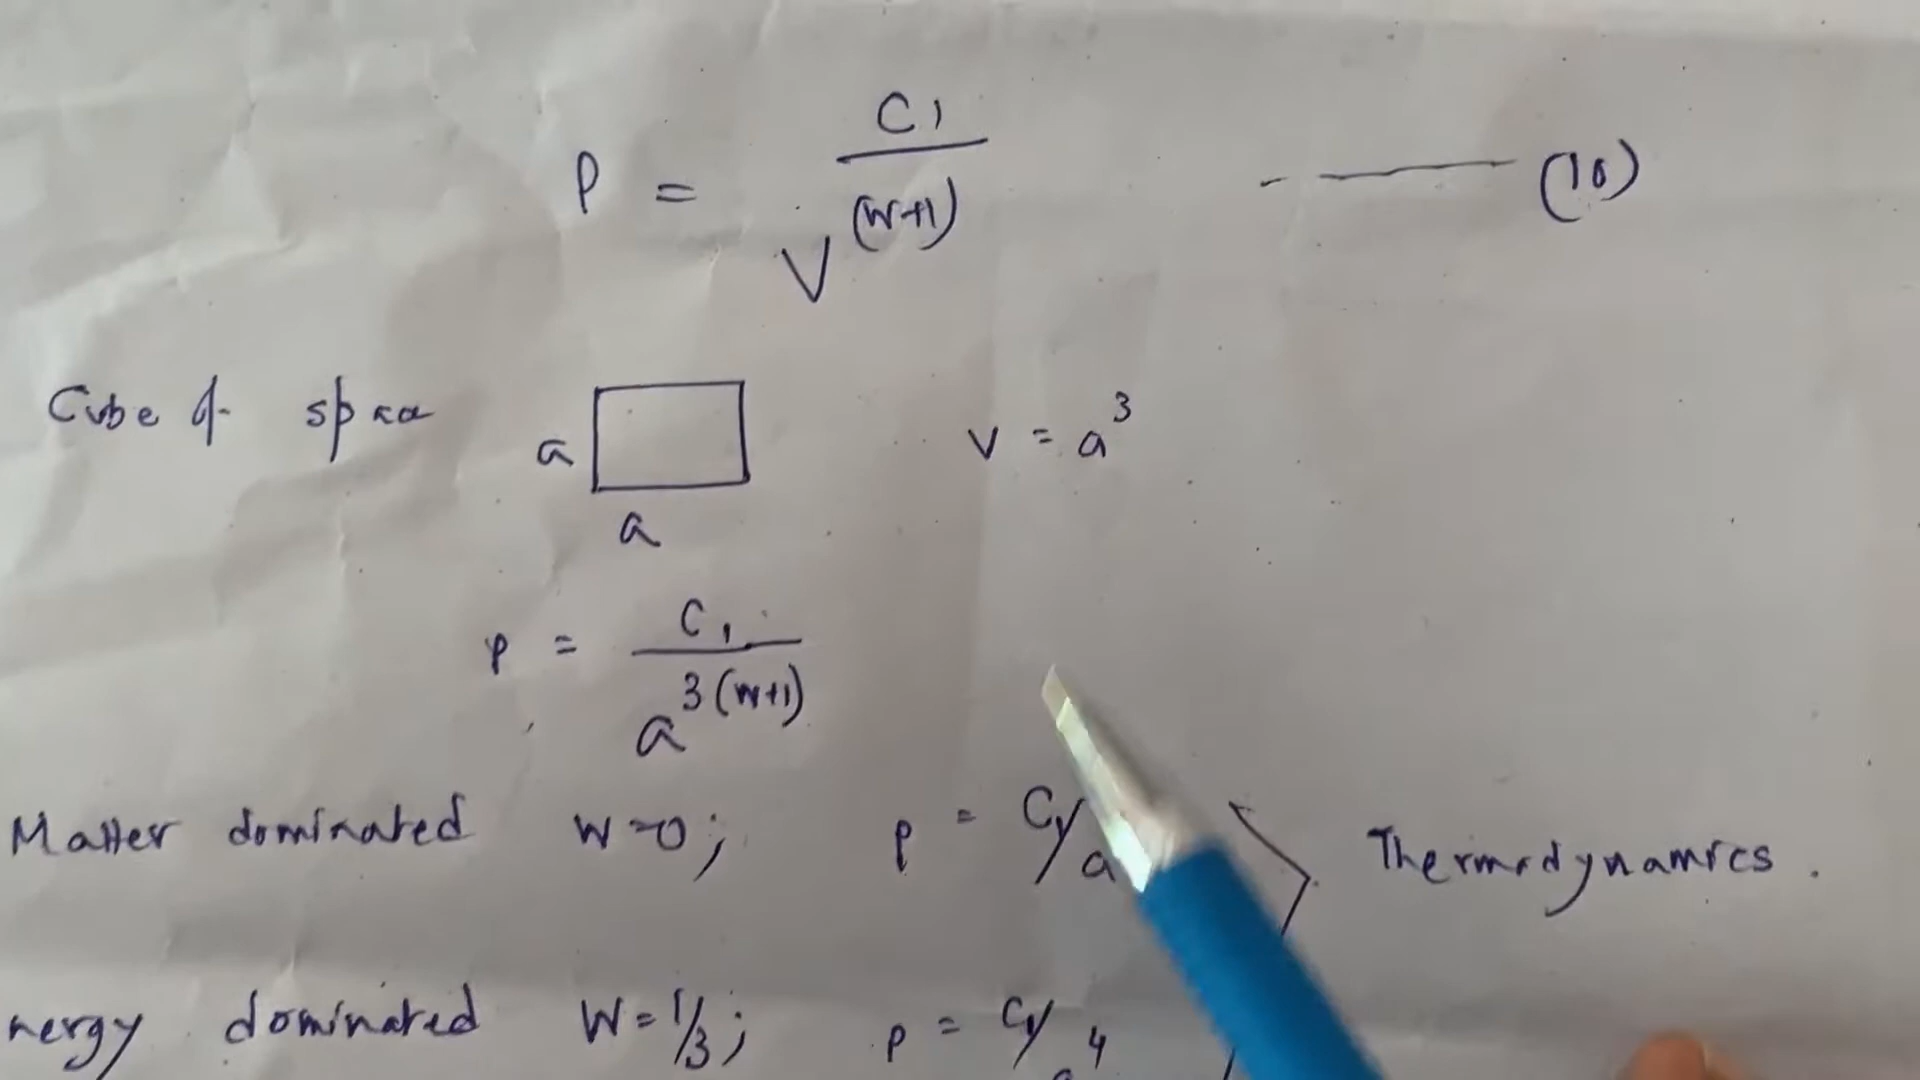 ρ = C1 / V^(w+1) —— (10)
Cube of space a a V = a^3
ρ = C1 / a^3(w+1)
Matter dominated W=0; ρ = C1/a Thermodynamics.
nergy dominated W=1/3; ρ = C1/a^4